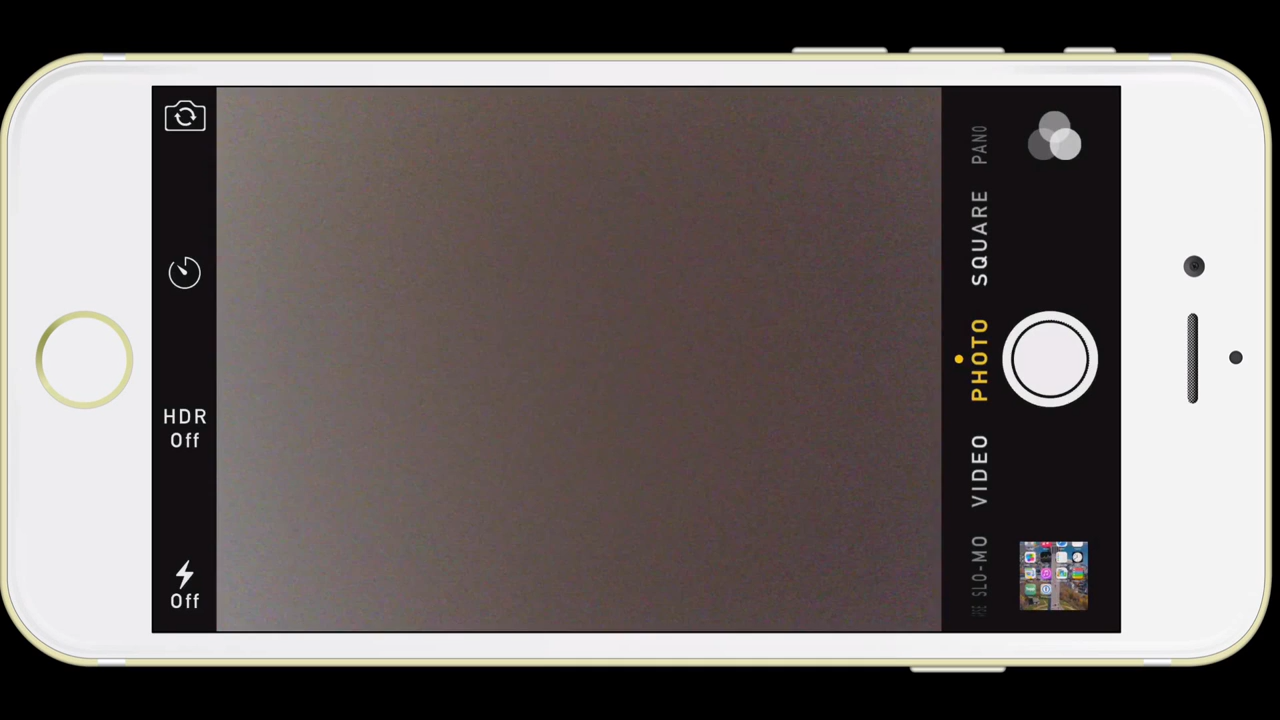 HDR
Off
Off
PANO
SQUARE
PHOTO
VIDEO
SLO-MO